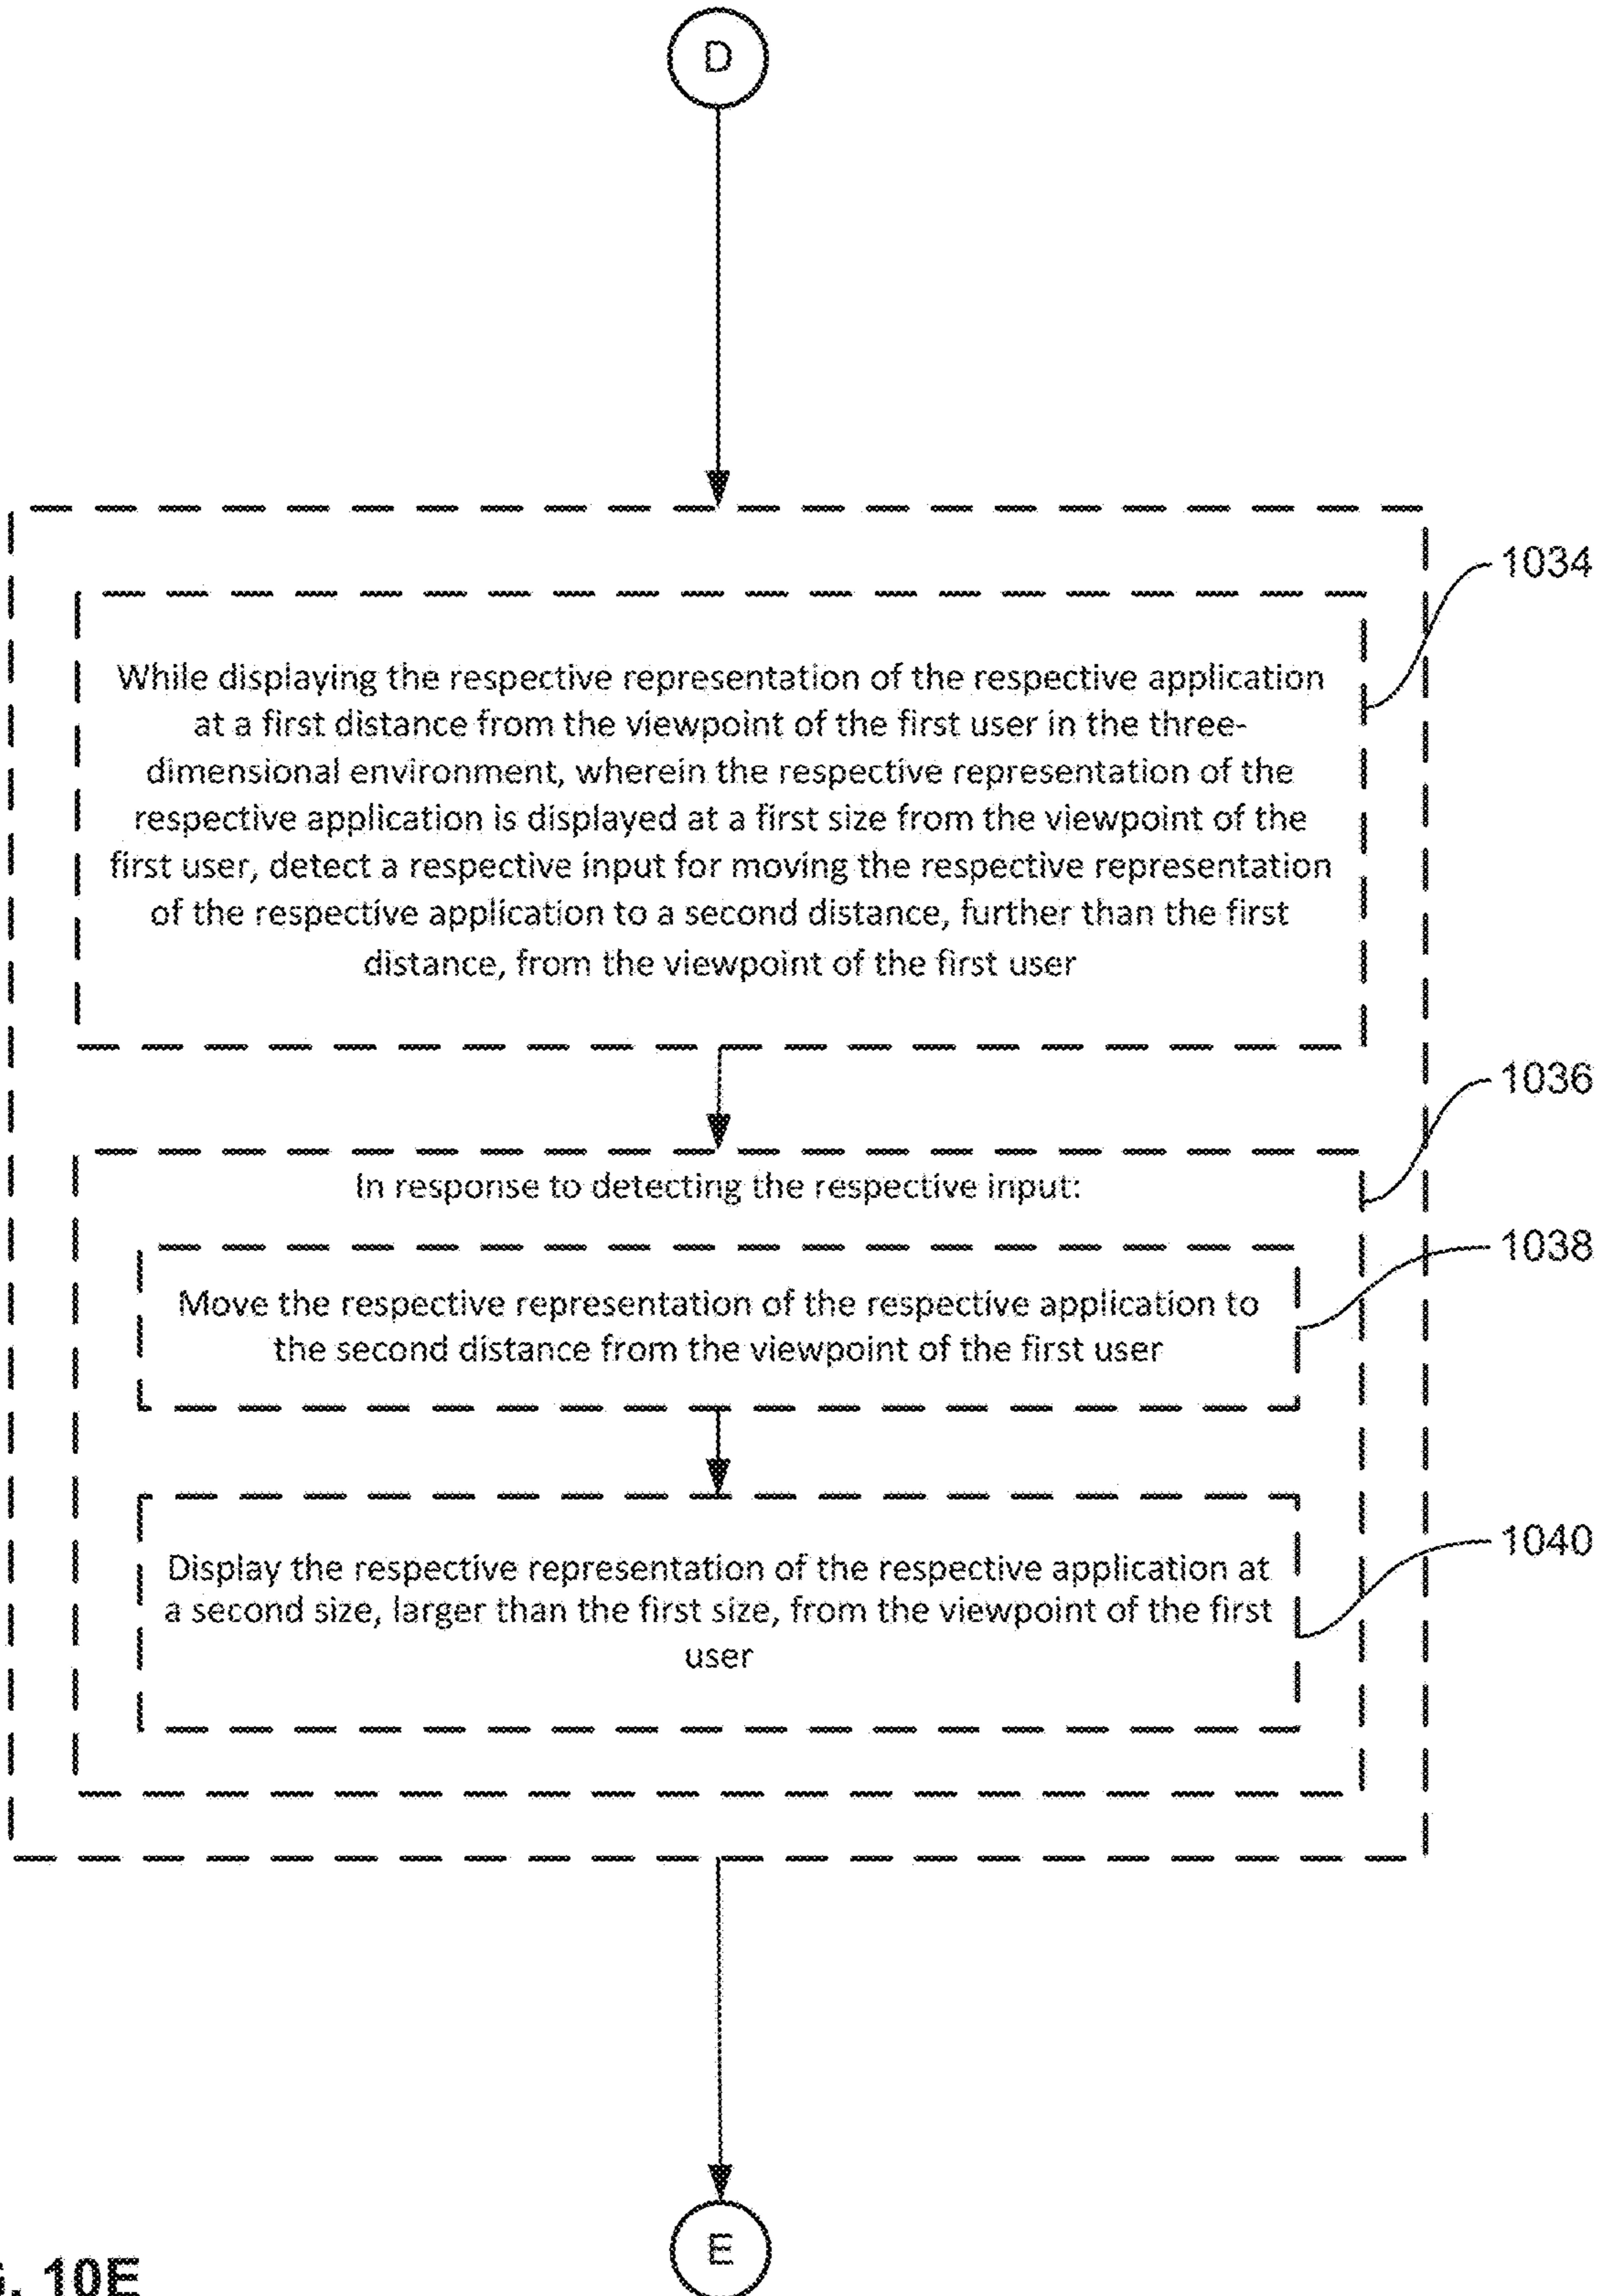 D
1034
While displaying the respective representation of the respective application
at a first distance from the viewpoint of the first user in the three-
dimensional environment, wherein the respective representation of the
respective application is displayed at a first size from the viewpoint of the
first user, detect a respective input for moving the respective representation
of the respective application to a second distance, further than the first
distance, from the viewpoint of the first user
1036
In response to detecting the respective input:
1038
Move the respective representation of the respective application to
the second distance from the viewpoint of the first user
1040
Display the respective representation of the respective application at
a second size, larger than the first size, from the viewpoint of the first
user
E
10E